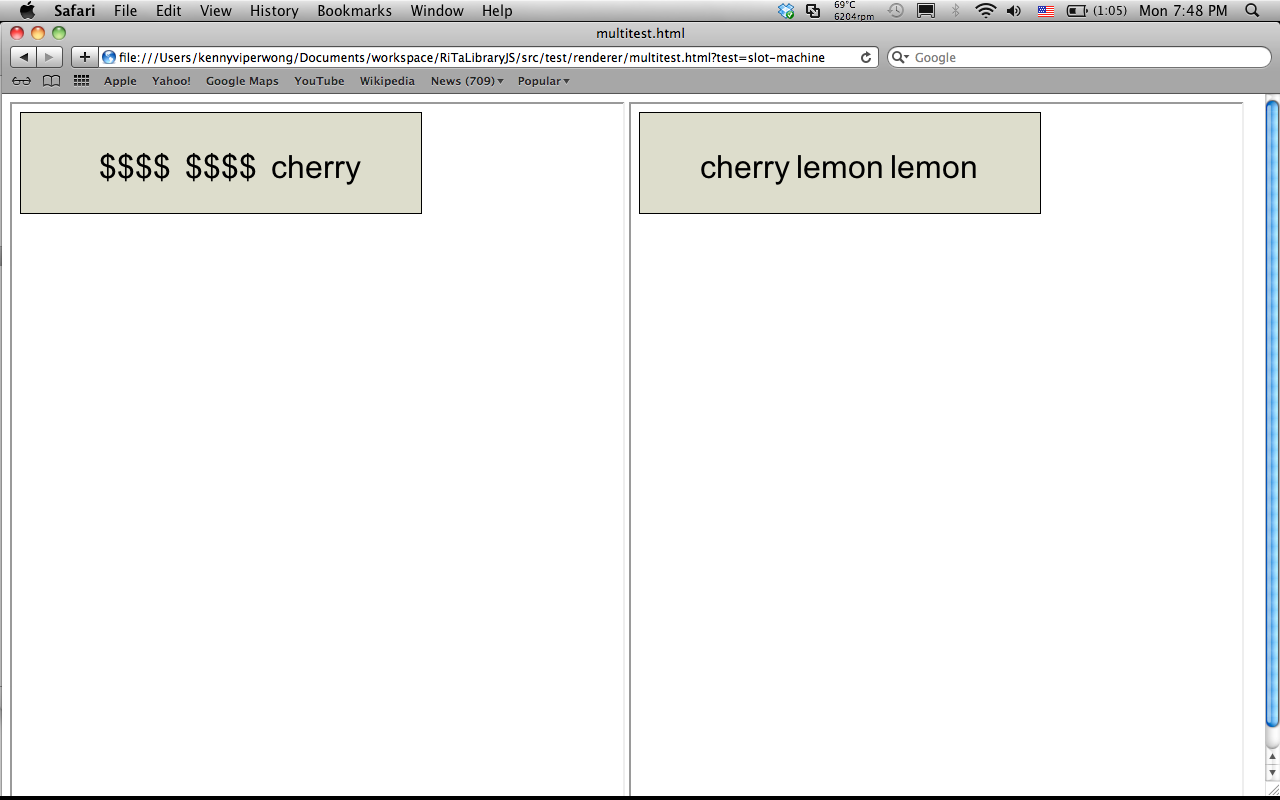 Safari File Edit View History Bookmarks Window Help 69°C 6204rpm (1:05) Mon 7:48 PM
multitest.html
file:///Users/kennyviperwong/Documents/workspace/RiTaLibraryJS/src/test/renderer/multitest.html?test=slot-machine Google
Apple Yahoo! Google Maps YouTube Wikipedia News (709) Popular
$$$$ $$$$ cherry
cherry lemon lemon